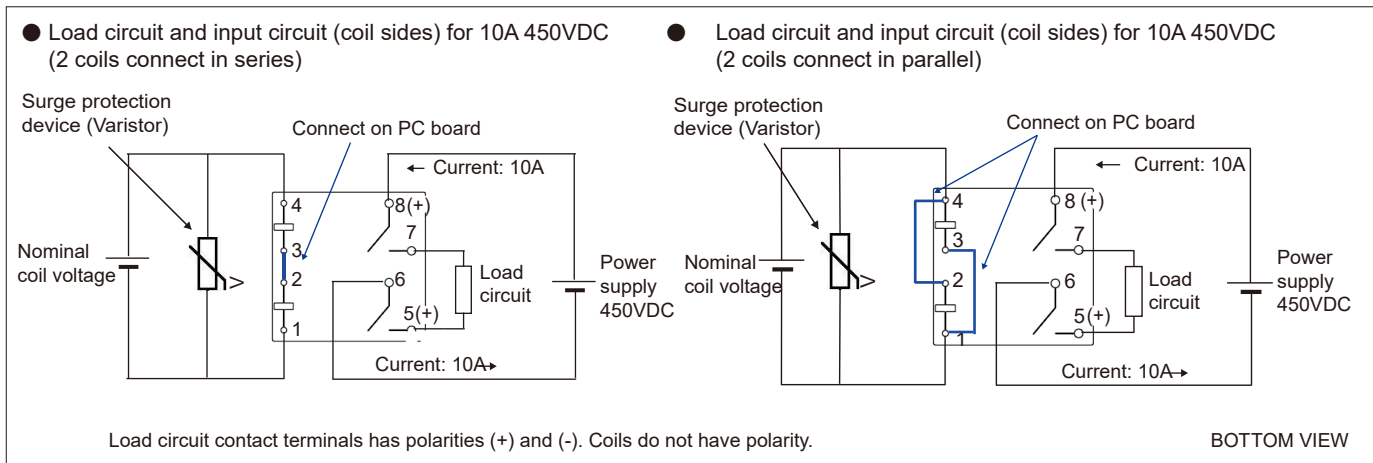 ● Load circuit and input circuit (coil sides) for 10A 450VDC
(2 coils connect in series)
Surge protection
device (Varistor)
Connect on PC board
← Current: 10A
4
8(+)
7
3
Nominal
coil voltage
V
2
6
Load
circuit
Power
supply
450VDC
5(+)
1
Current: 10A→
● Load circuit and input circuit (coil sides) for 10A 450VDC
(2 coils connect in parallel)
Surge protection
device (Varistor)
Connect on PC board
← Current: 10A
4
8(+)
7
3
Nominal
coil voltage
V
2
6
Load
circuit
Power
supply
450VDC
5(+)
1
Current: 10A→
Load circuit contact terminals has polarities (+) and (-). Coils do not have polarity.
BOTTOM VIEW